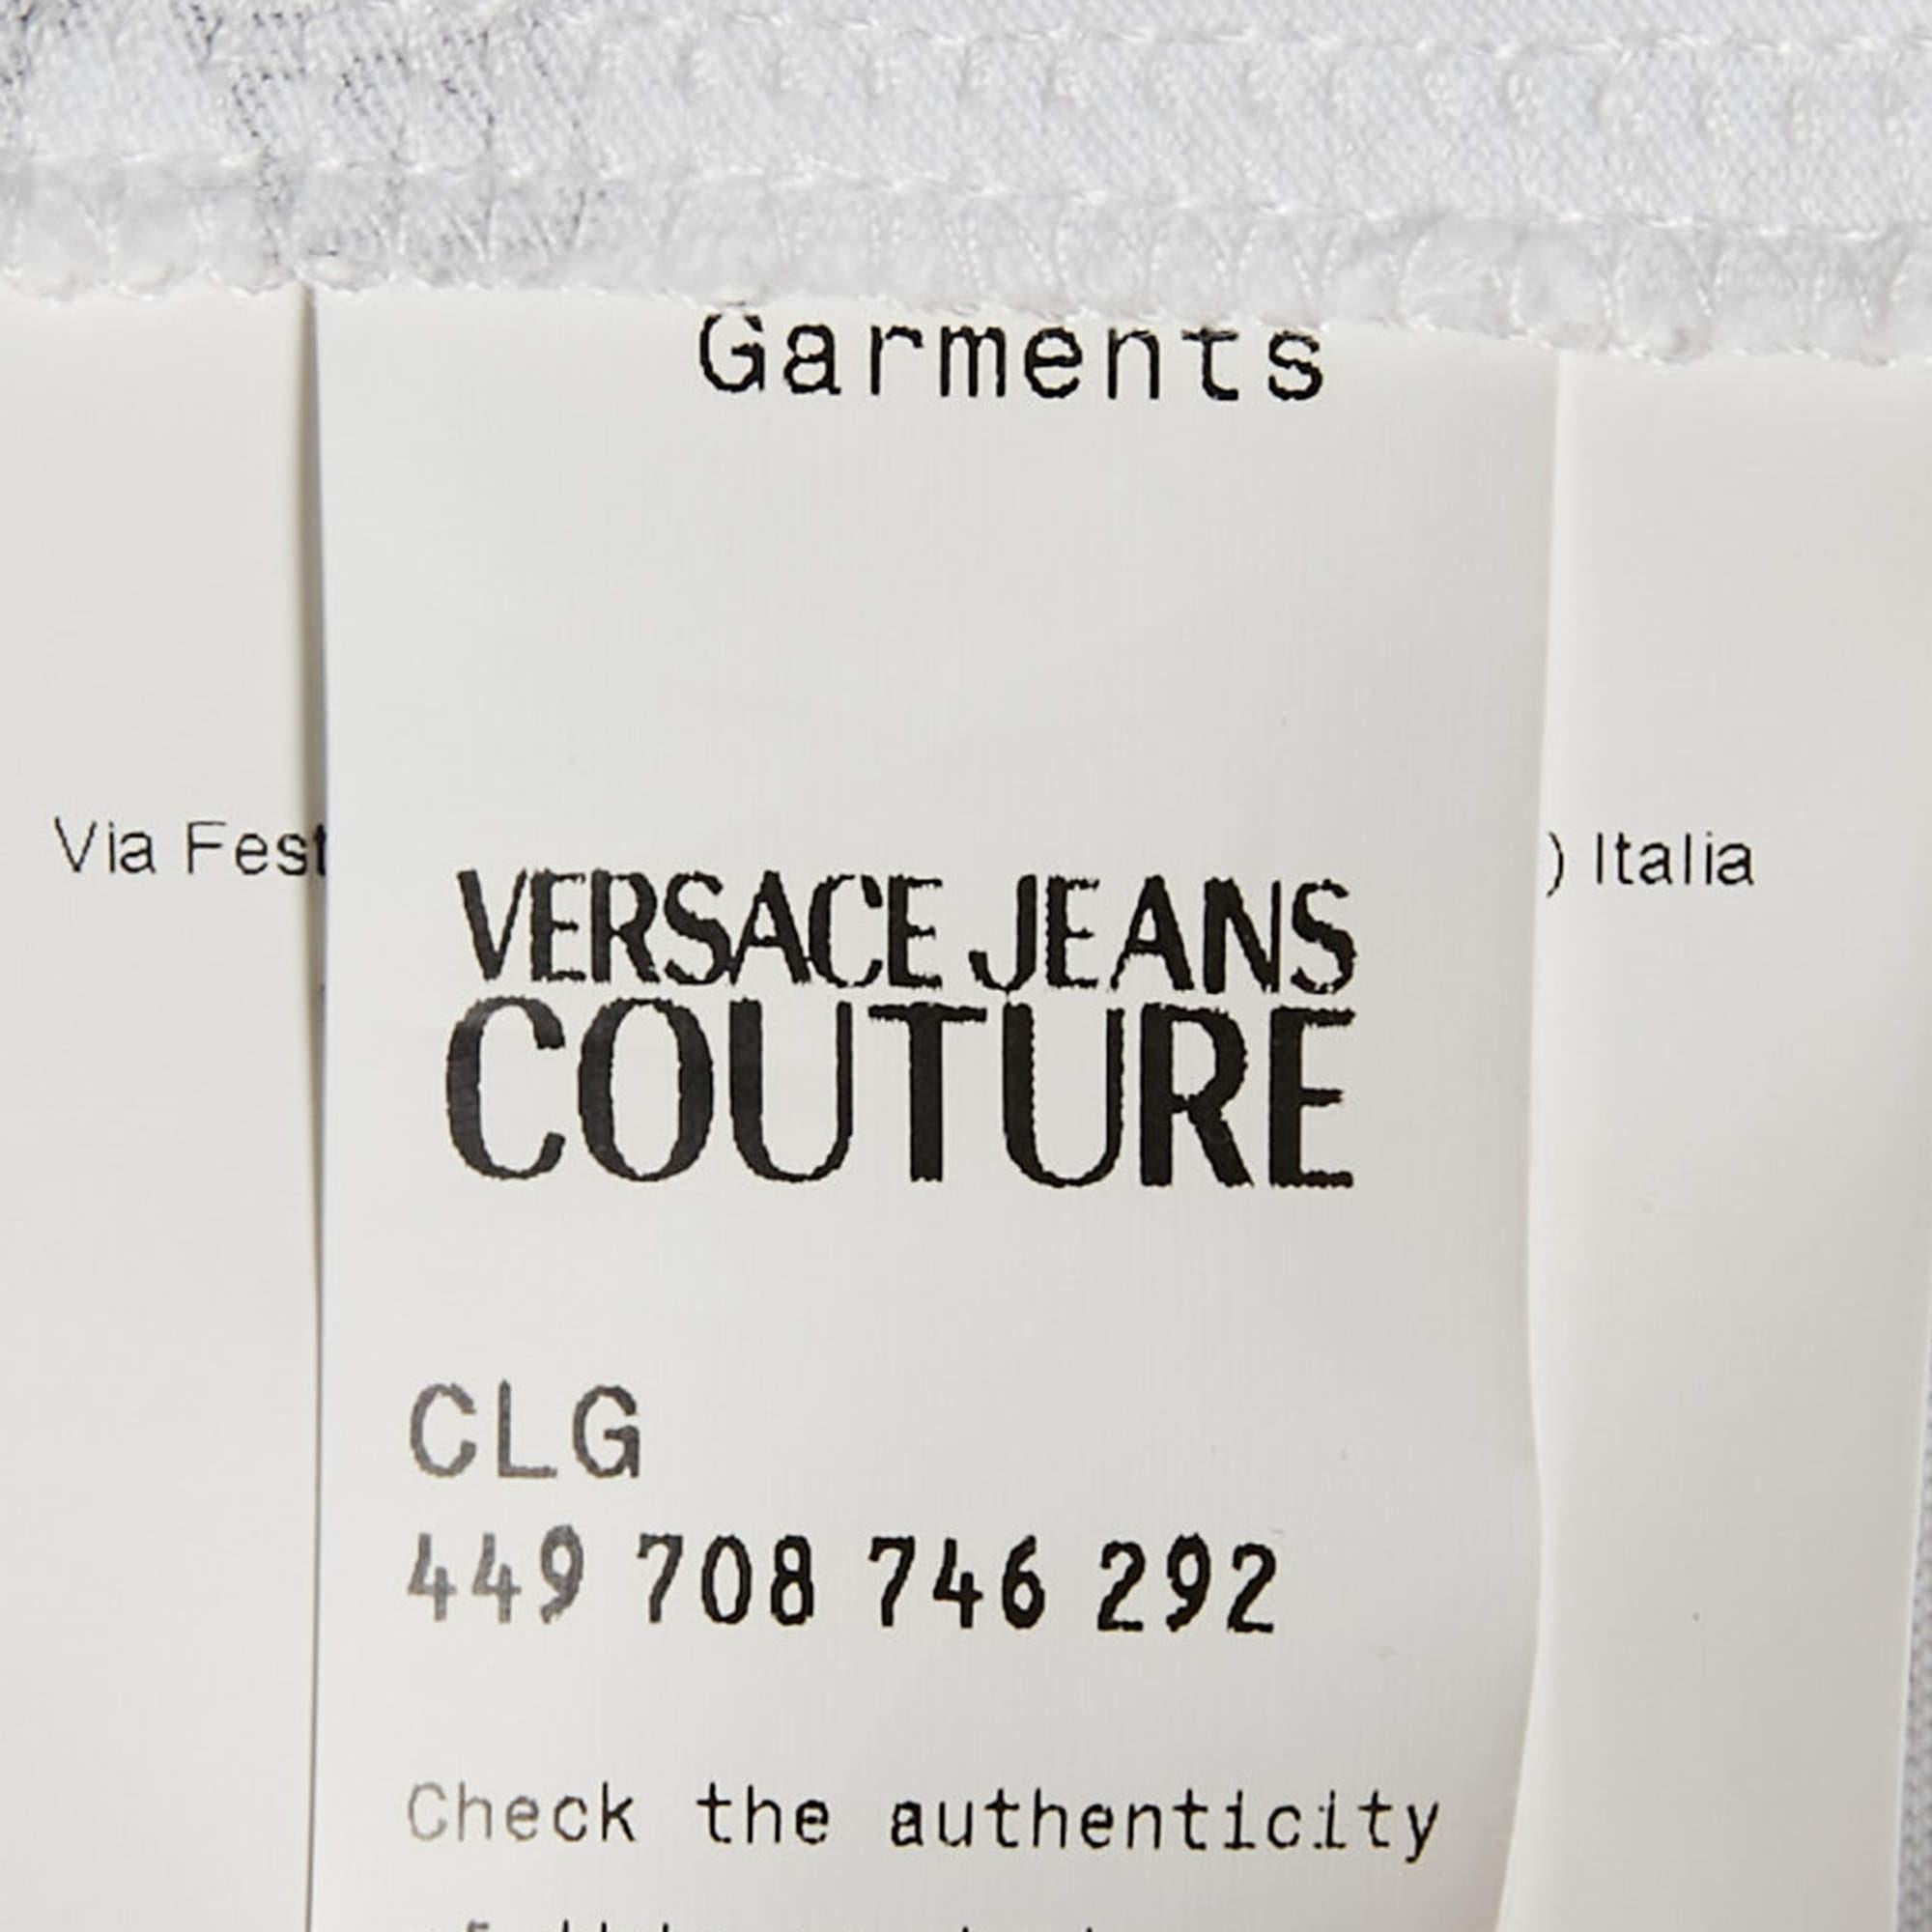 Garments
Via Fest
) Italia
VERSACE JEANS
COUTURE
CLG
449 708 746 292
Check the authenticity